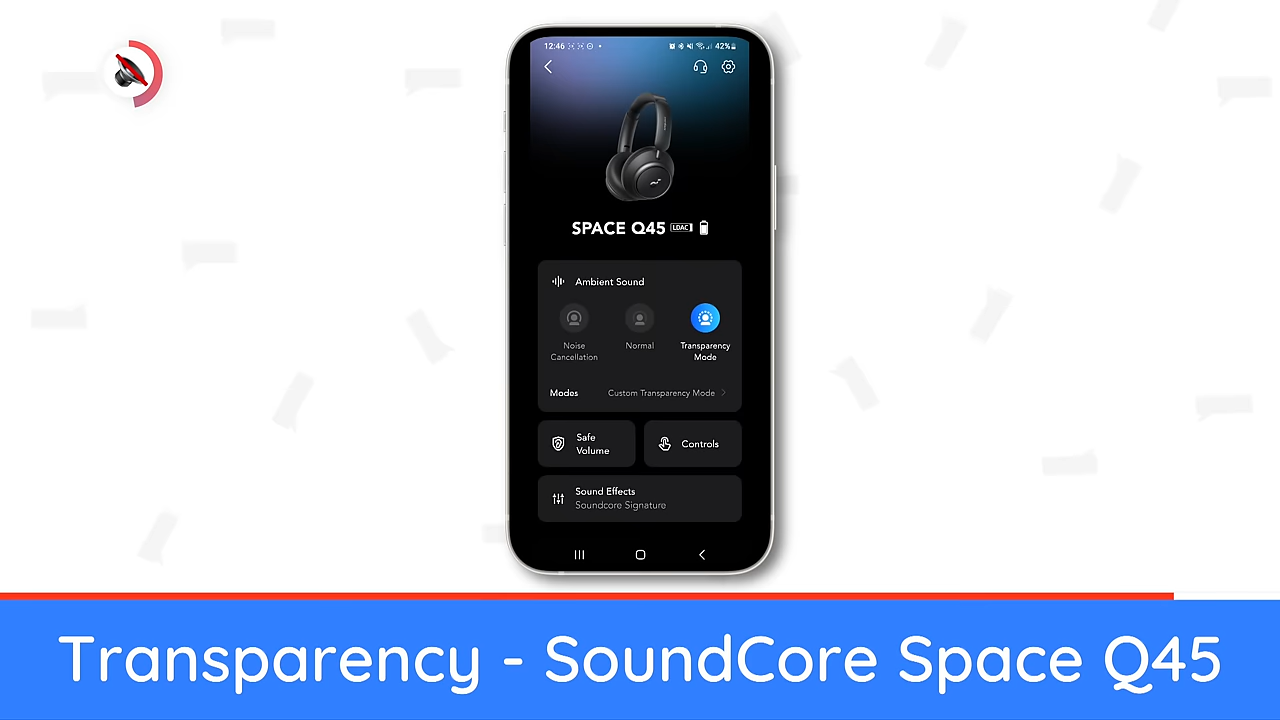 12:46
42%
SPACE Q45 LDAC
Ambient Sound
Noise Cancellation
Normal
Transparency Mode
Modes
Custom Transparency Mode
Safe Volume
Controls
Sound Effects
Soundcore Signature
Transparency - SoundCore Space Q45